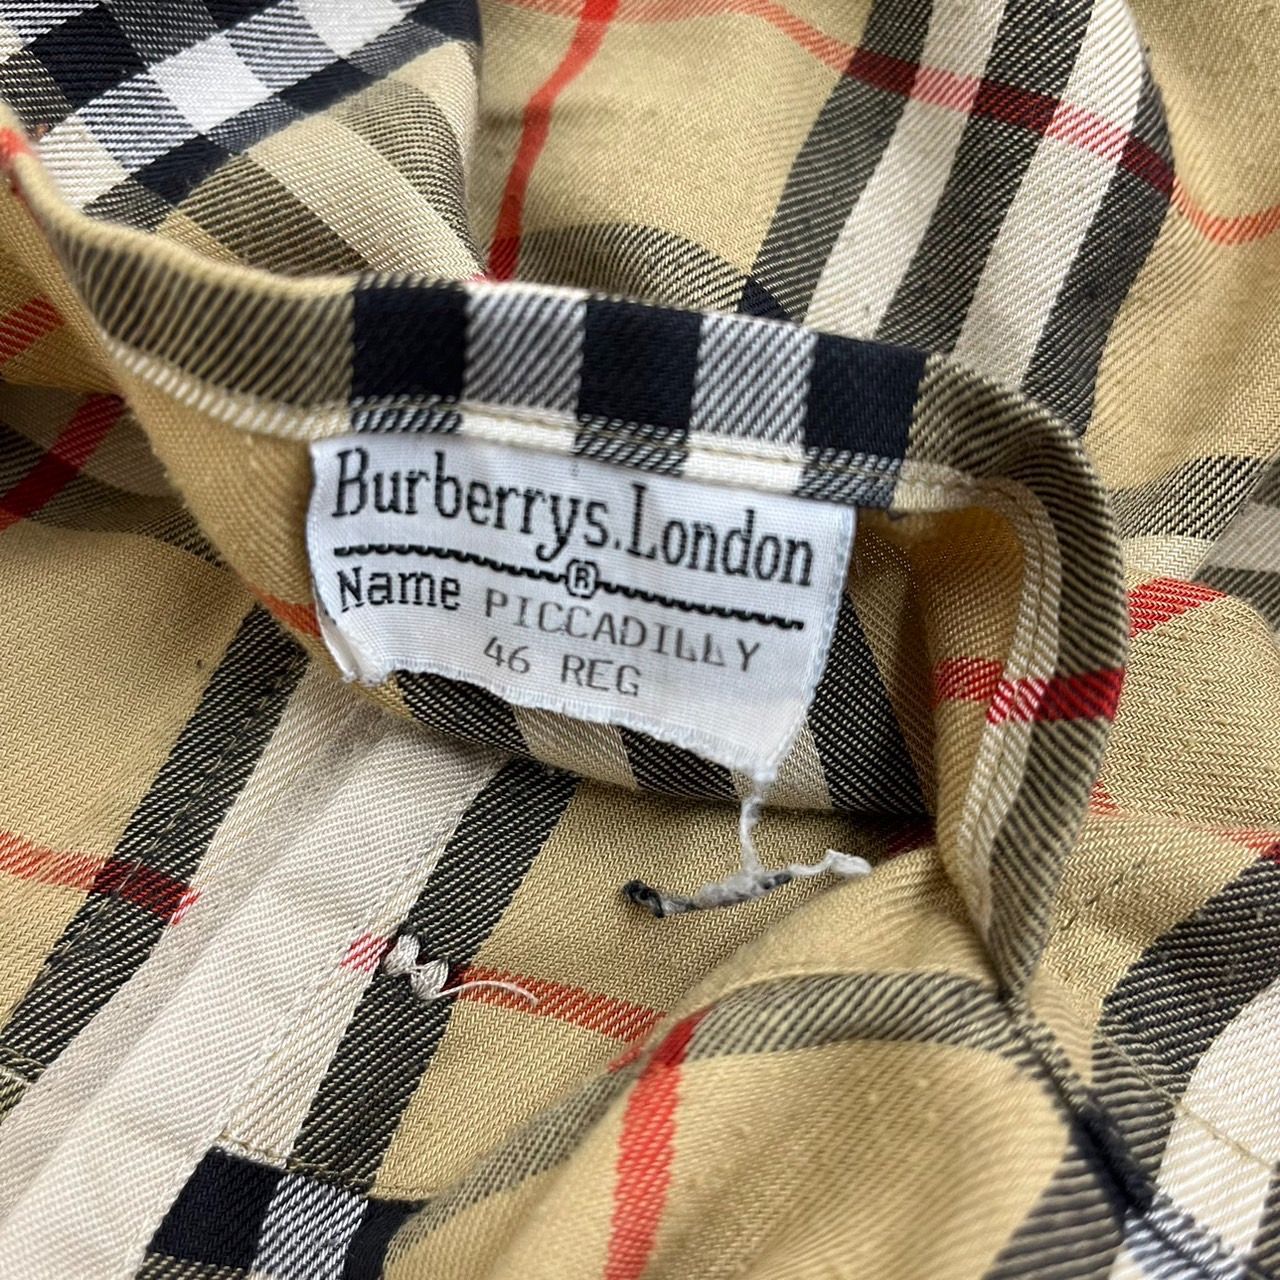 Burberrys.London
®
Name PICCADILLY
46 REG